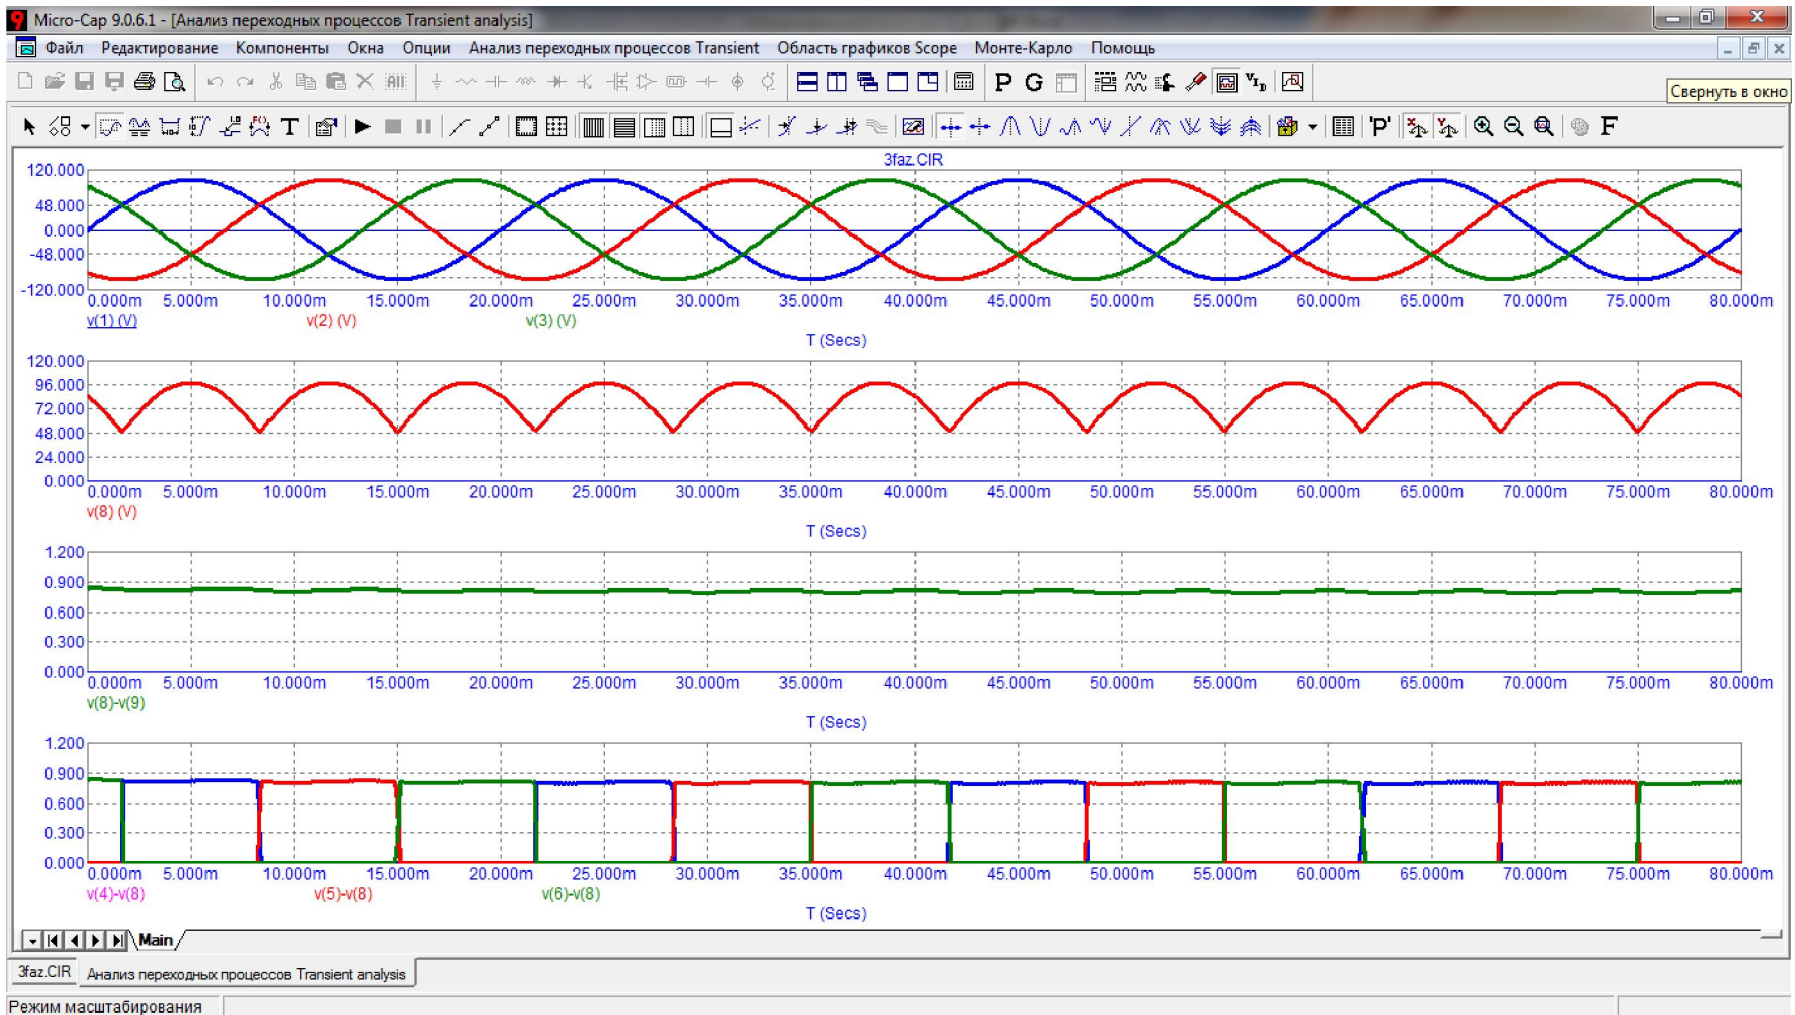 Micro-Cap 9.0.6.1 - [Анализ переходных процессов Transient analysis]
Файл Редактирование Компоненты Окна Опции Анализ переходных процессов Transient Область графиков Scope Монте-Карло Помощь
Свернуть в окно
3faz.CIR
120.000
48.000
0.000
-48.000
-120.000
0.000m 5.000m 10.000m 15.000m 20.000m 25.000m 30.000m 35.000m 40.000m 45.000m 50.000m 55.000m 60.000m 65.000m 70.000m 75.000m 80.000m
v(1) (V) v(2) (V) v(3) (V)
T (Secs)
120.000
96.000
72.000
48.000
24.000
0.000
0.000m 5.000m 10.000m 15.000m 20.000m 25.000m 30.000m 35.000m 40.000m 45.000m 50.000m 55.000m 60.000m 65.000m 70.000m 75.000m 80.000m
v(8) (V)
T (Secs)
1.200
0.900
0.600
0.300
0.000
0.000m 5.000m 10.000m 15.000m 20.000m 25.000m 30.000m 35.000m 40.000m 45.000m 50.000m 55.000m 60.000m 65.000m 70.000m 75.000m 80.000m
v(8)-v(9)
T (Secs)
1.200
0.900
0.600
0.300
0.000
0.000m 5.000m 10.000m 15.000m 20.000m 25.000m 30.000m 35.000m 40.000m 45.000m 50.000m 55.000m 60.000m 65.000m 70.000m 75.000m 80.000m
v(4)-v(8) v(5)-v(8) v(6)-v(8)
T (Secs)
Main
3faz.CIR Анализ переходных процессов Transient analysis
Режим масштабирования